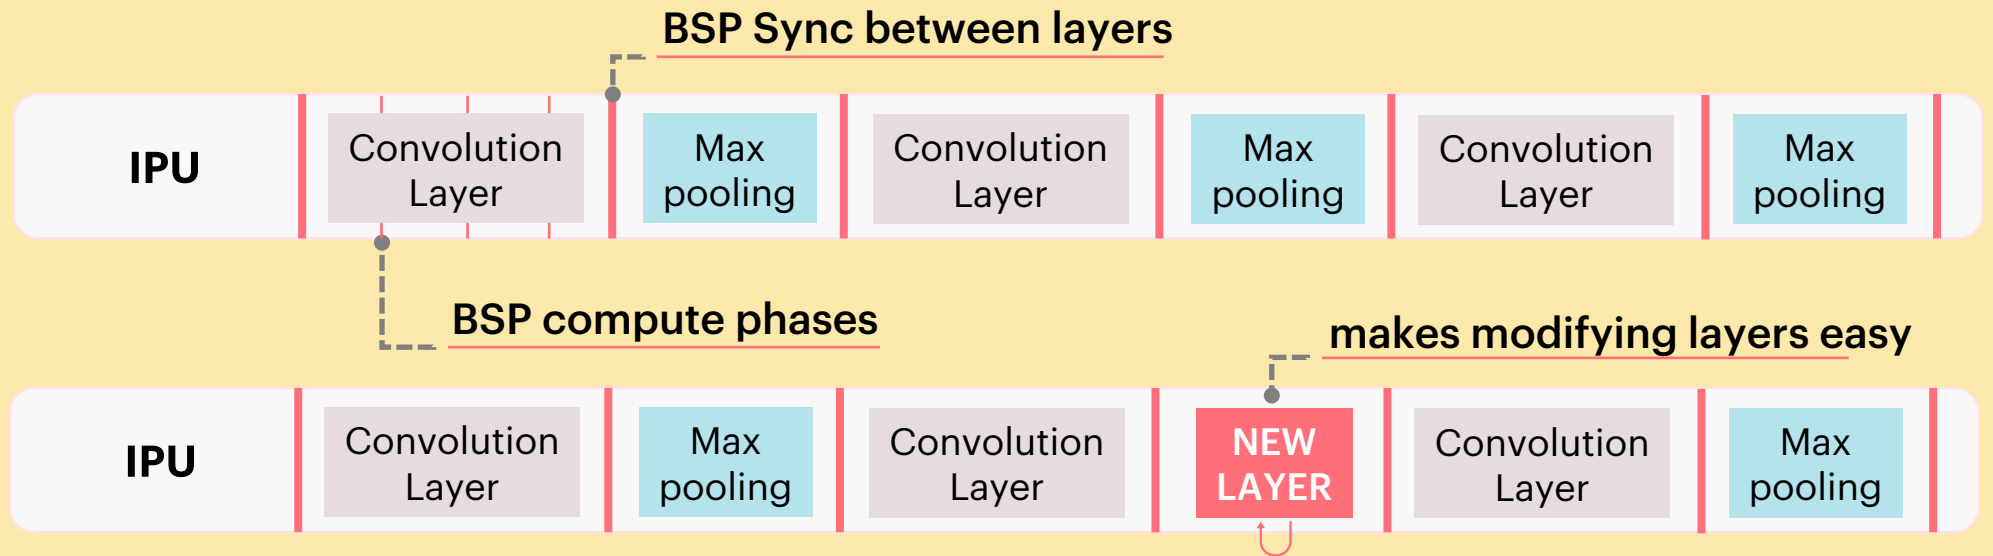 BSP Sync between layers
IPU
Convolution
Layer
Max
pooling
Convolution
Layer
Max
pooling
Convolution
Layer
Max
pooling
BSP compute phases
makes modifying layers easy
IPU
Convolution
Layer
Max
pooling
Convolution
Layer
NEW
LAYER
Convolution
Layer
Max
pooling